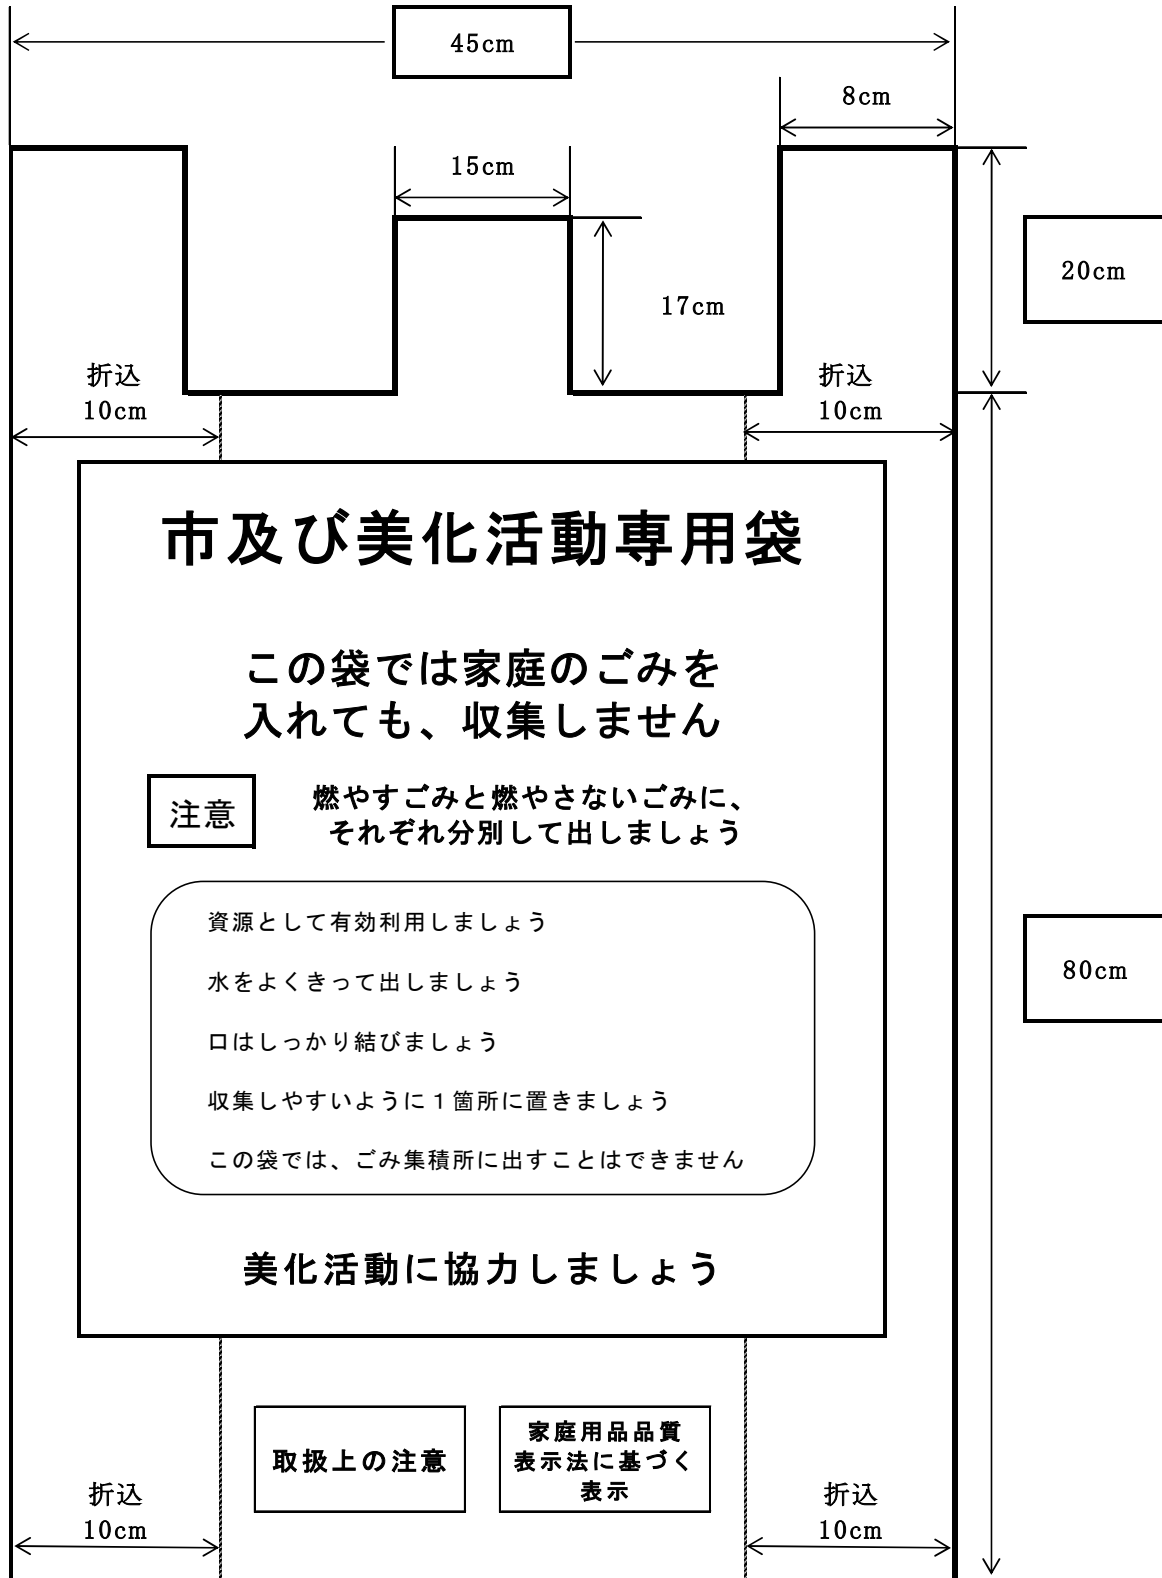 45cm
8cm
15cm
20cm
17cm
折込
10cm
折込
10cm
市及び美化活動専用袋
この袋では家庭のごみを
入れても、収集しません
注意
燃やすごみと燃やさないごみに、
それぞれ分別して出しましょう
資源として有効利用しましょう
水をよくきって出しましょう
80cm
口はしっかり結びましょう
収集しやすいように１箇所に置きましょう
この袋では、ごみ集積所に出すことはできません
美化活動に協力しましょう
取扱上の注意
家庭用品品質
表示法に基づく
表示
折込
10cm
折込
10cm